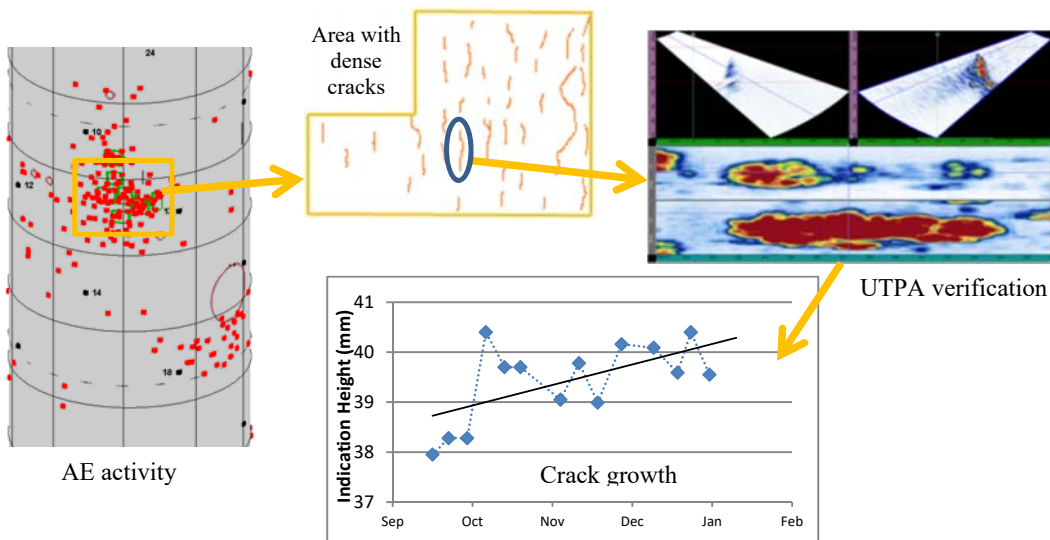 24
10
12
14
18
AE activity
Area with
dense
cracks
UTPA verification
Indication Height (mm)
41
40
39
38
37
Crack growth
Sep Oct Nov Dec Jan Feb